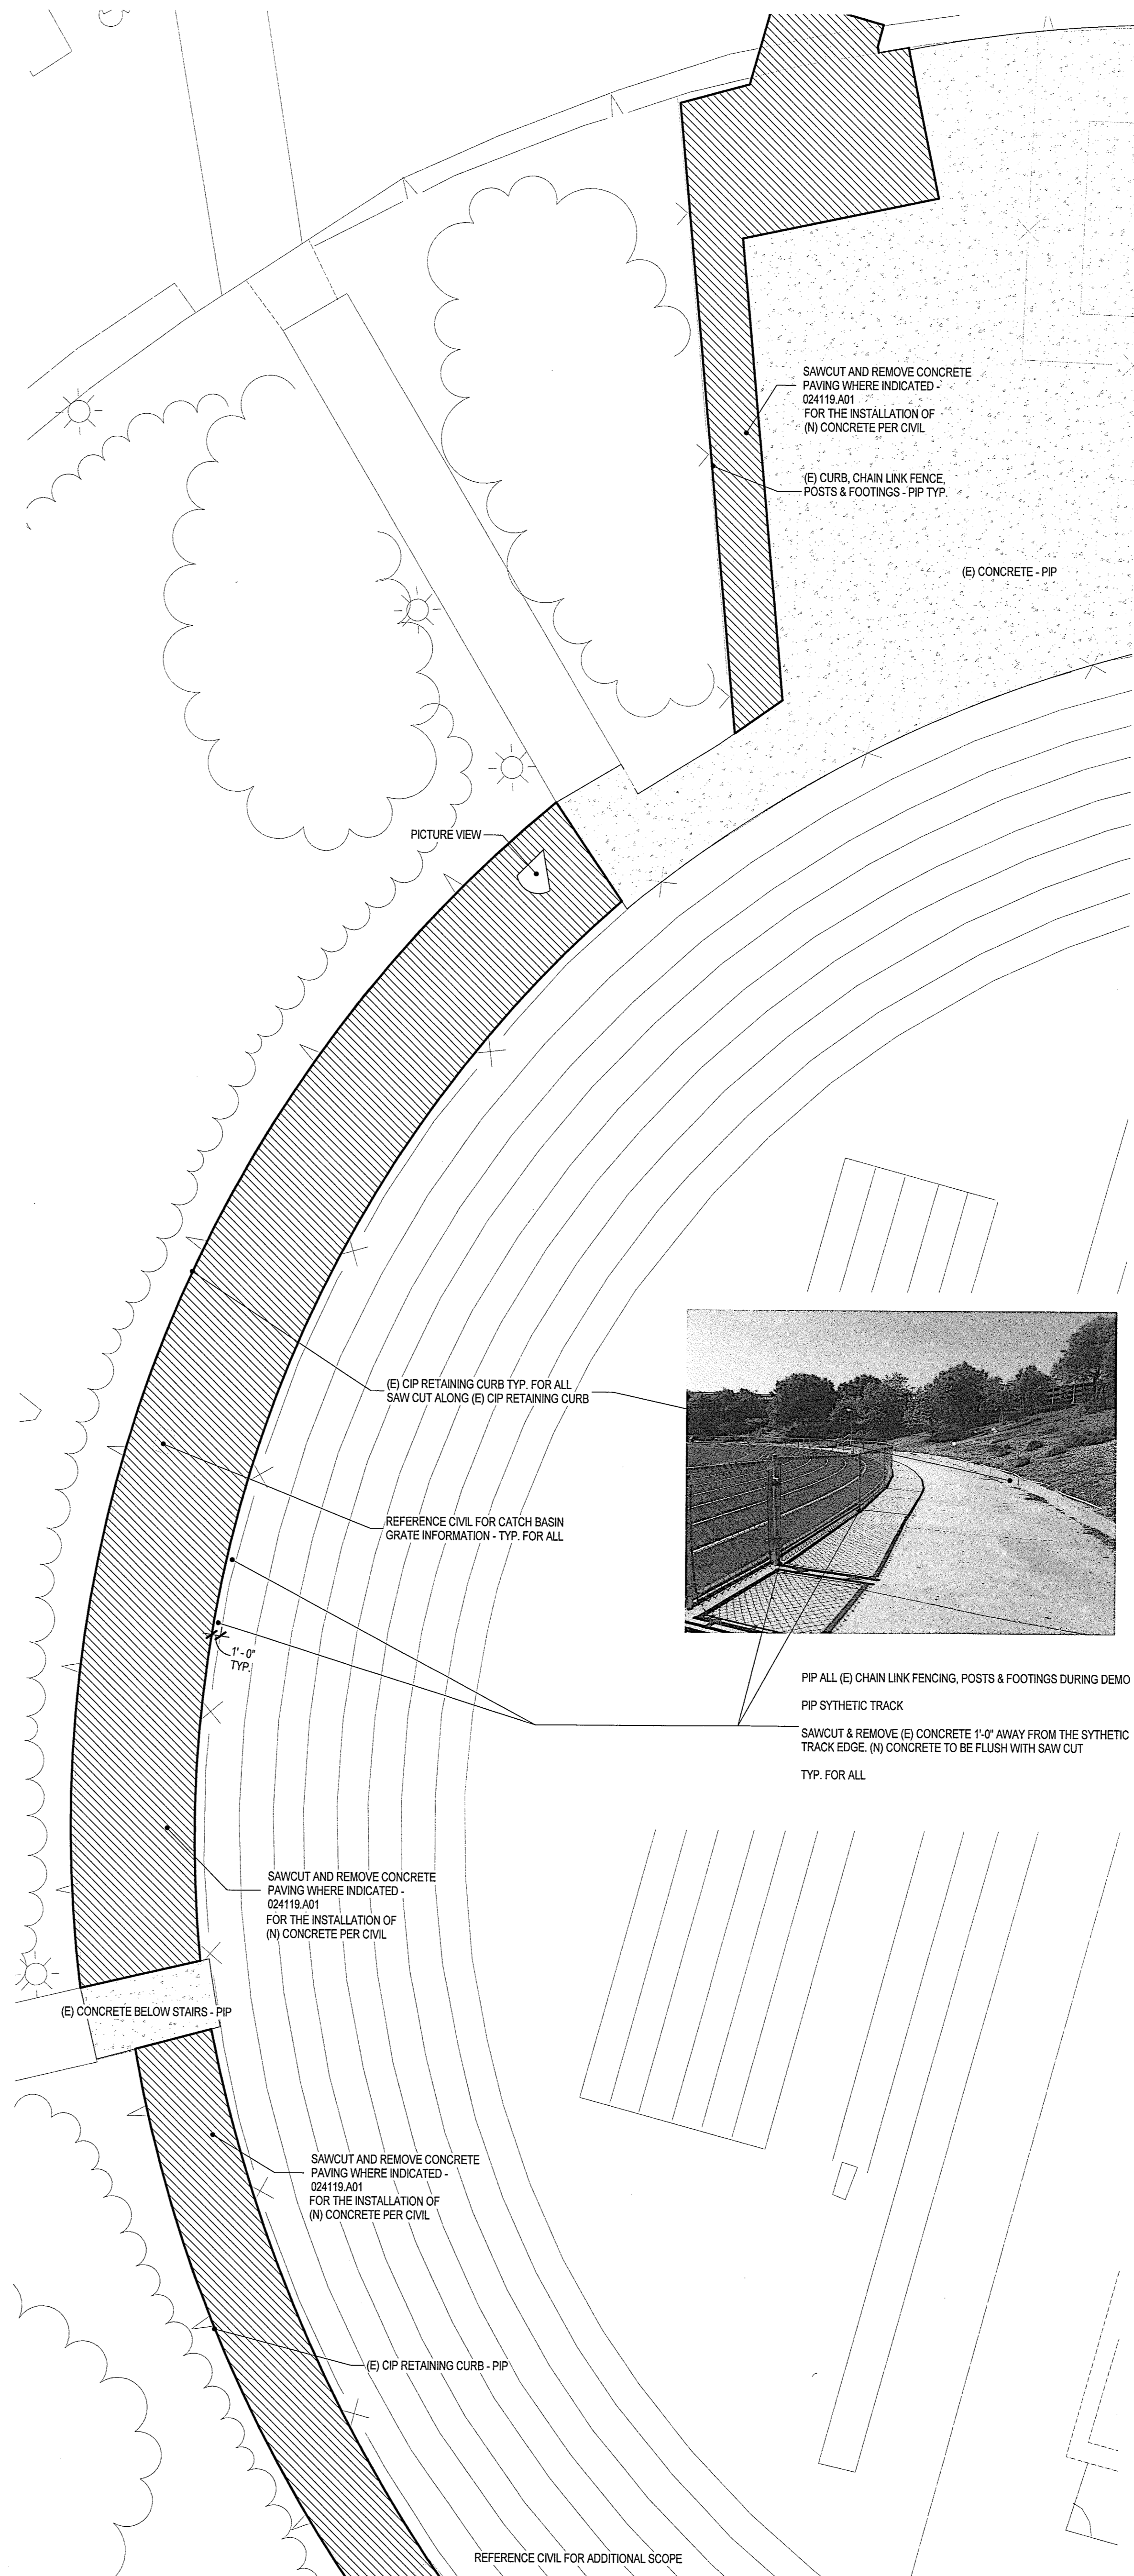 SAWCUT AND REMOVE CONCRETE
PAVING WHERE INDICATED -
024119.A01
FOR THE INSTALLATION OF
(N) CONCRETE PER CIVIL
(E) CURB, CHAIN LINK FENCE,
POSTS & FOOTINGS - PIP TYP.
(E) CONCRETE - PIP
PICTURE VIEW
(E) CIP RETAINING CURB TYP. FOR ALL
SAW CUT ALONG (E) CIP RETAINING CURB
REFERENCE CIVIL FOR CATCH BASIN
GRATE INFORMATION - TYP. FOR ALL
1' - 0"
TYP.
PIP ALL (E) CHAIN LINK FENCING, POSTS & FOOTINGS DURING DEMO
PIP SYTHETIC TRACK
SAWCUT & REMOVE (E) CONCRETE 1'-0" AWAY FROM THE SYTHETIC
TRACK EDGE. (N) CONCRETE TO BE FLUSH WITH SAW CUT
TYP. FOR ALL
SAWCUT AND REMOVE CONCRETE
PAVING WHERE INDICATED -
024119.A01
FOR THE INSTALLATION OF
(N) CONCRETE PER CIVIL
(E) CONCRETE BELOW STAIRS - PIP
SAWCUT AND REMOVE CONCRETE
PAVING WHERE INDICATED -
024119.A01
FOR THE INSTALLATION OF
(N) CONCRETE PER CIVIL
(E) CIP RETAINING CURB - PIP
REFERENCE CIVIL FOR ADDITIONAL SCOPE